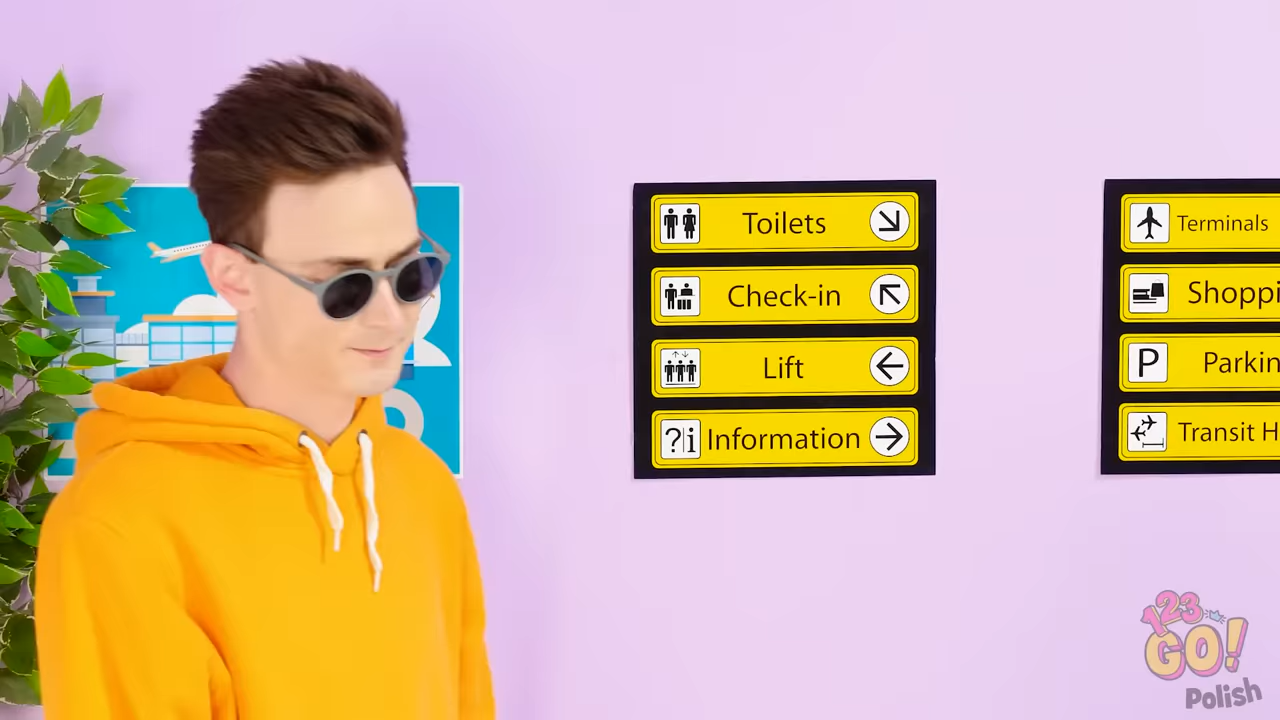 Toilets
Check-in
Lift
?|i Information
Terminals
Shoppi
P Parkin
Transit H
123
GO!
Polish